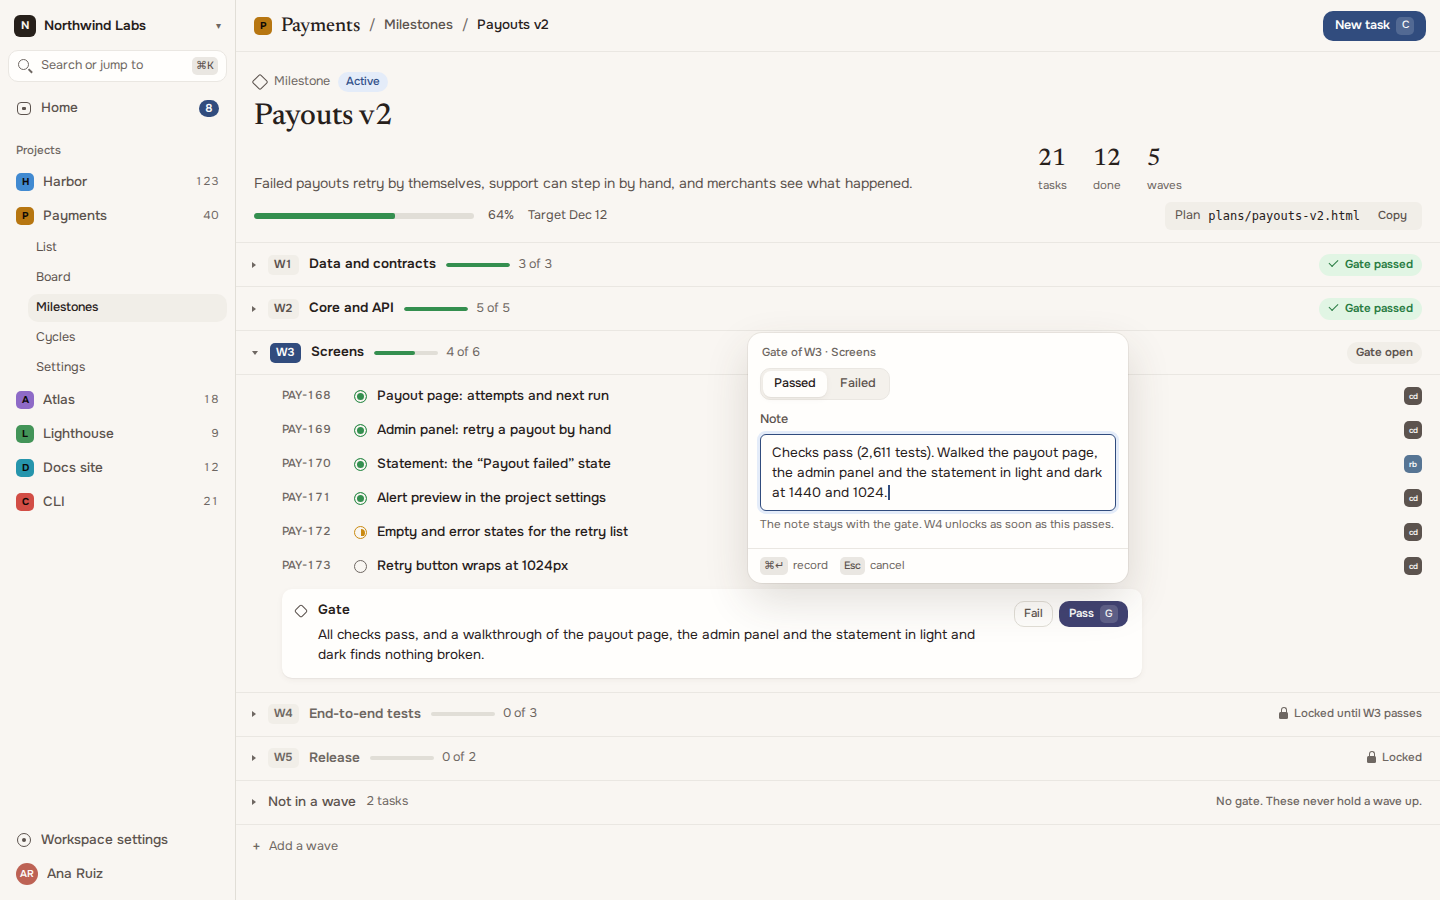 N Northwind Labs
Search or jump to ⌘K
Home 8
Projects
H Harbor 123
P Payments 40
List
Board
Milestones
Cycles
Settings
A Atlas 18
L Lighthouse 9
D Docs site 12
C CLI 21
Workspace settings
AR Ana Ruiz
P Payments / Milestones / Payouts v2
New task C
Milestone Active
Payouts v2
Failed payouts retry by themselves, support can step in by hand, and merchants see what happened.
21 12 5
tasks done waves
64% Target Dec 12
Plan plans/payouts-v2.html Copy
W1 Data and contracts 3 of 3 Gate passed
W2 Core and API 5 of 5 Gate passed
W3 Screens 4 of 6 Gate open
PAY-168 Payout page: attempts and next run cd
PAY-169 Admin panel: retry a payout by hand cd
PAY-170 Statement: the “Payout failed” state rb
PAY-171 Alert preview in the project settings cd
PAY-172 Empty and error states for the retry list cd
PAY-173 Retry button wraps at 1024px cd
Gate of W3 · Screens
Passed Failed
Note
Checks pass (2,611 tests). Walked the payout page,
the admin panel and the statement in light and dark
at 1440 and 1024.
The note stays with the gate. W4 unlocks as soon as this passes.
⌘↵ record Esc cancel
Gate
Fail Pass G
All checks pass, and a walkthrough of the payout page, the admin panel and the statement in light and
dark finds nothing broken.
W4 End-to-end tests 0 of 3 Locked until W3 passes
W5 Release 0 of 2 Locked
Not in a wave 2 tasks No gate. These never hold a wave up.
+ Add a wave